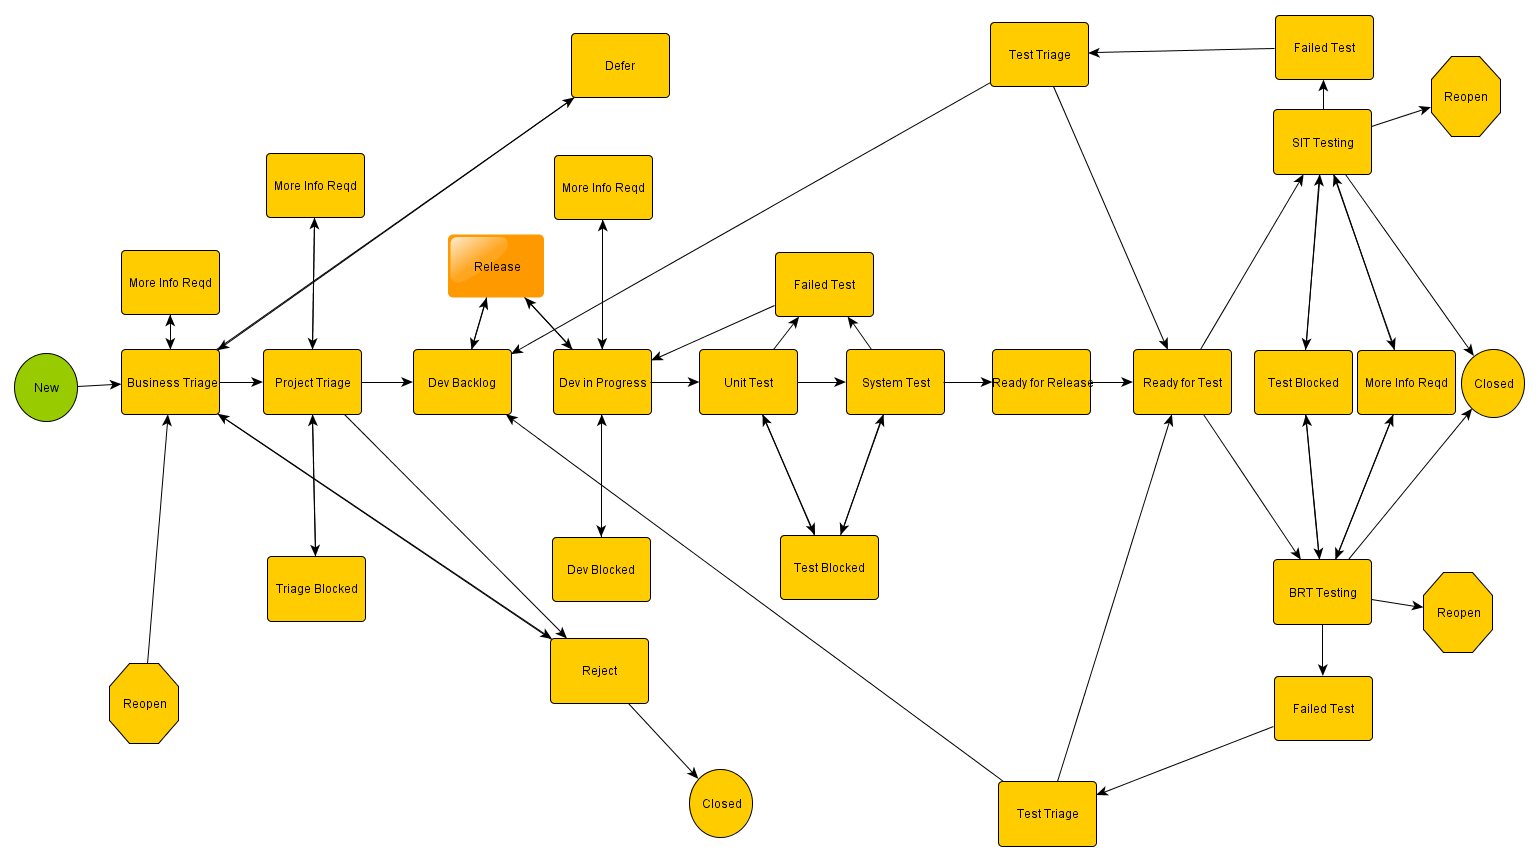 Failed Test
Test Triage
Defer
Reopen
SIT Testing
More Info Reqd
More Info Reqd
Release
More Info Reqd
Failed Test
New
Business Triage
Project Triage
Dev Backlog
Dev in Progress
Unit Test
System Test
Ready for Release
Ready for Test
Test Blocked
More Info Reqd
Closed
Test Blocked
Dev Blocked
Triage Blocked
BRT Testing
Reopen
Reject
Reopen
Failed Test
Closed
Test Triage